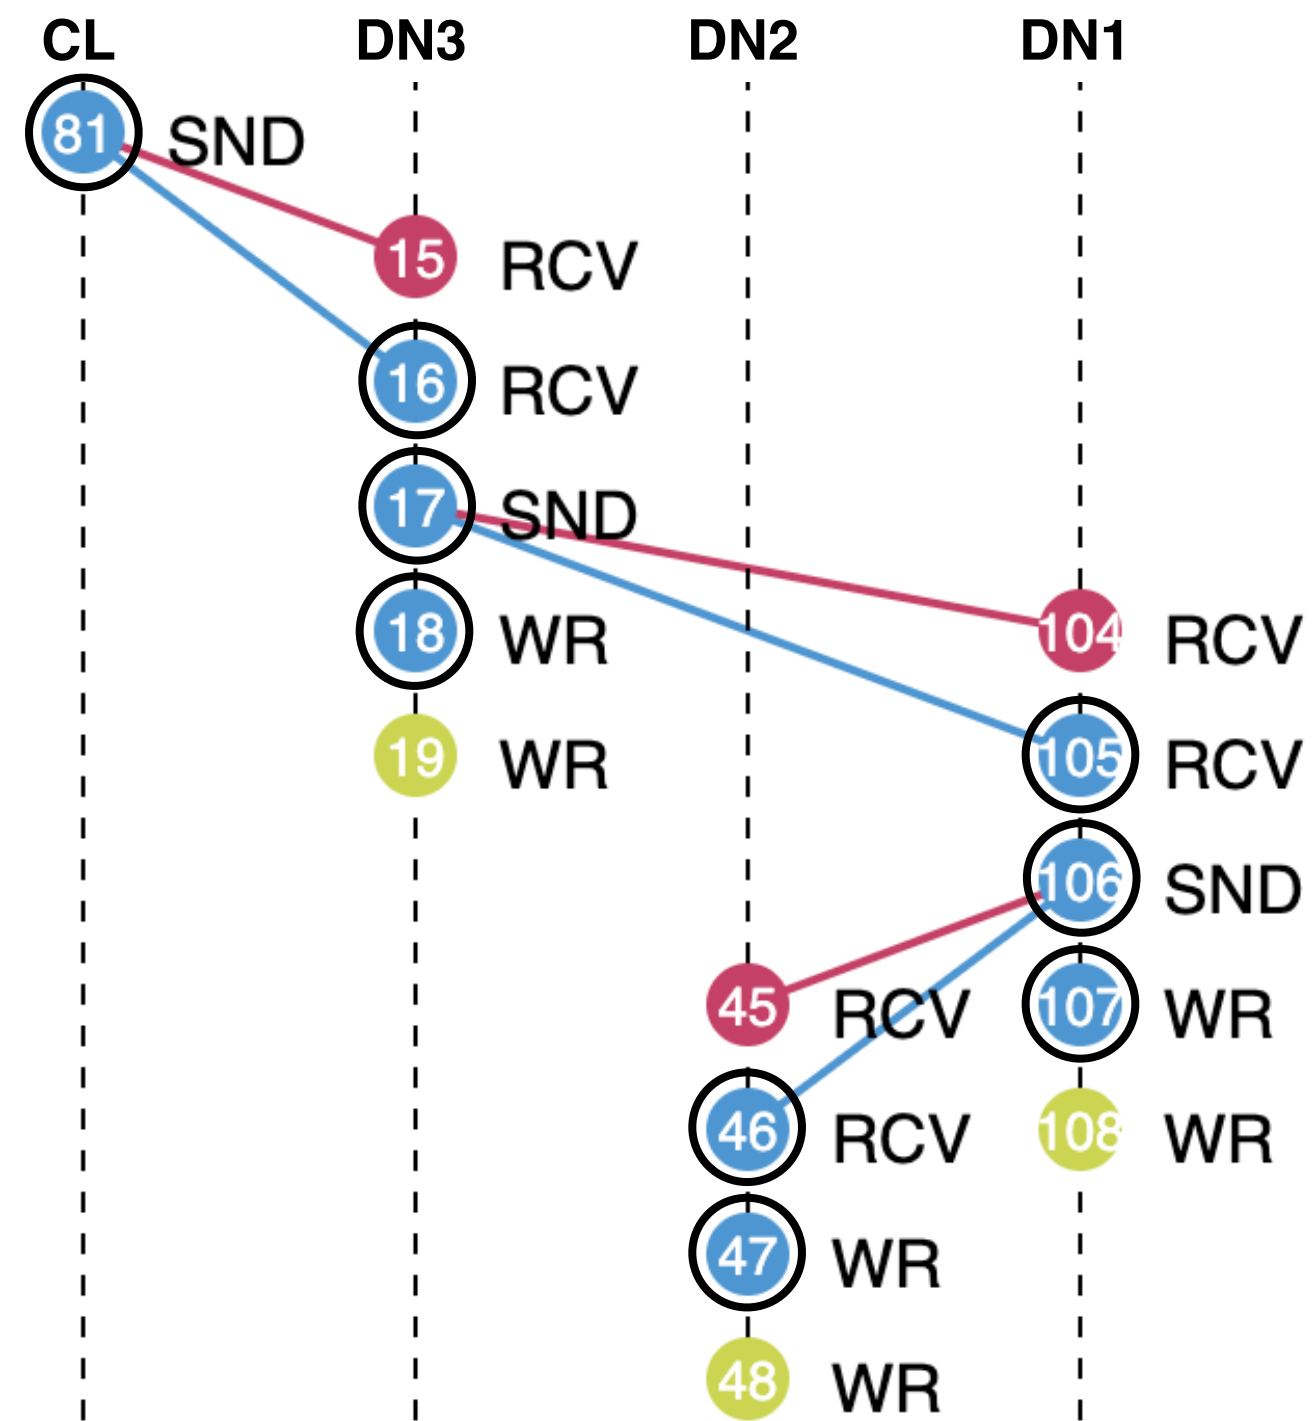 CL DN3 DN2 DN1
81 SND
15 RCV
16 RCV
17 SND
18 WR 104 RCV
19 WR 105 RCV
106 SND
45 RCV 107 WR
46 RCV 108 WR
47 WR
48 WR